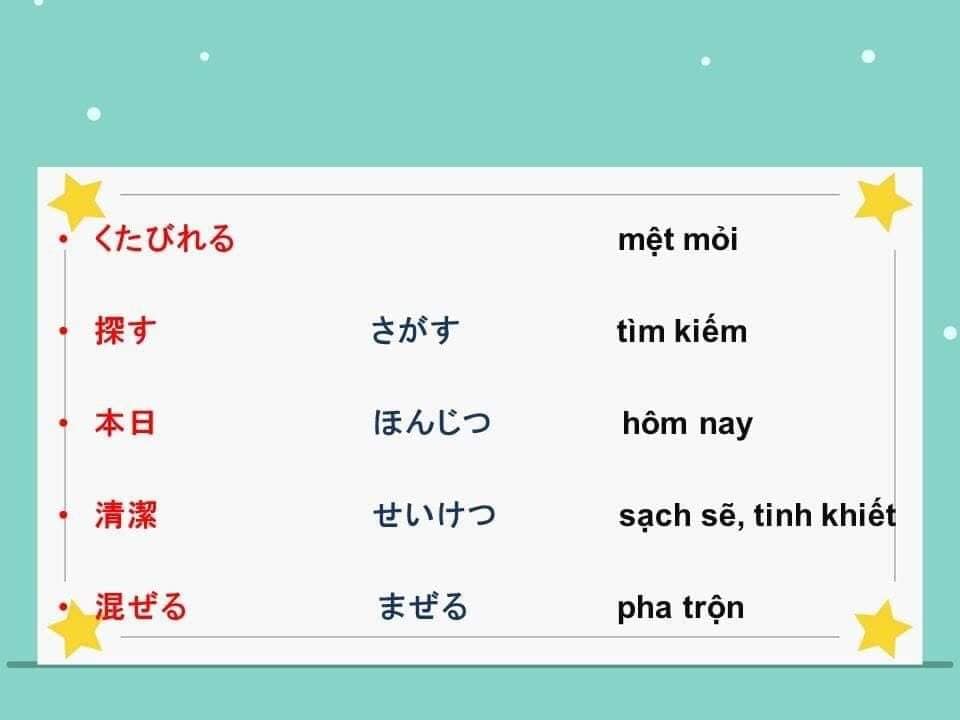 • くたびれる mệt mỏi
• 探す さがす tìm kiếm
• 本日 ほんじつ hôm nay
• 清潔 せいけつ sạch sẽ, tinh khiết
• 混ぜる まぜる pha trộn